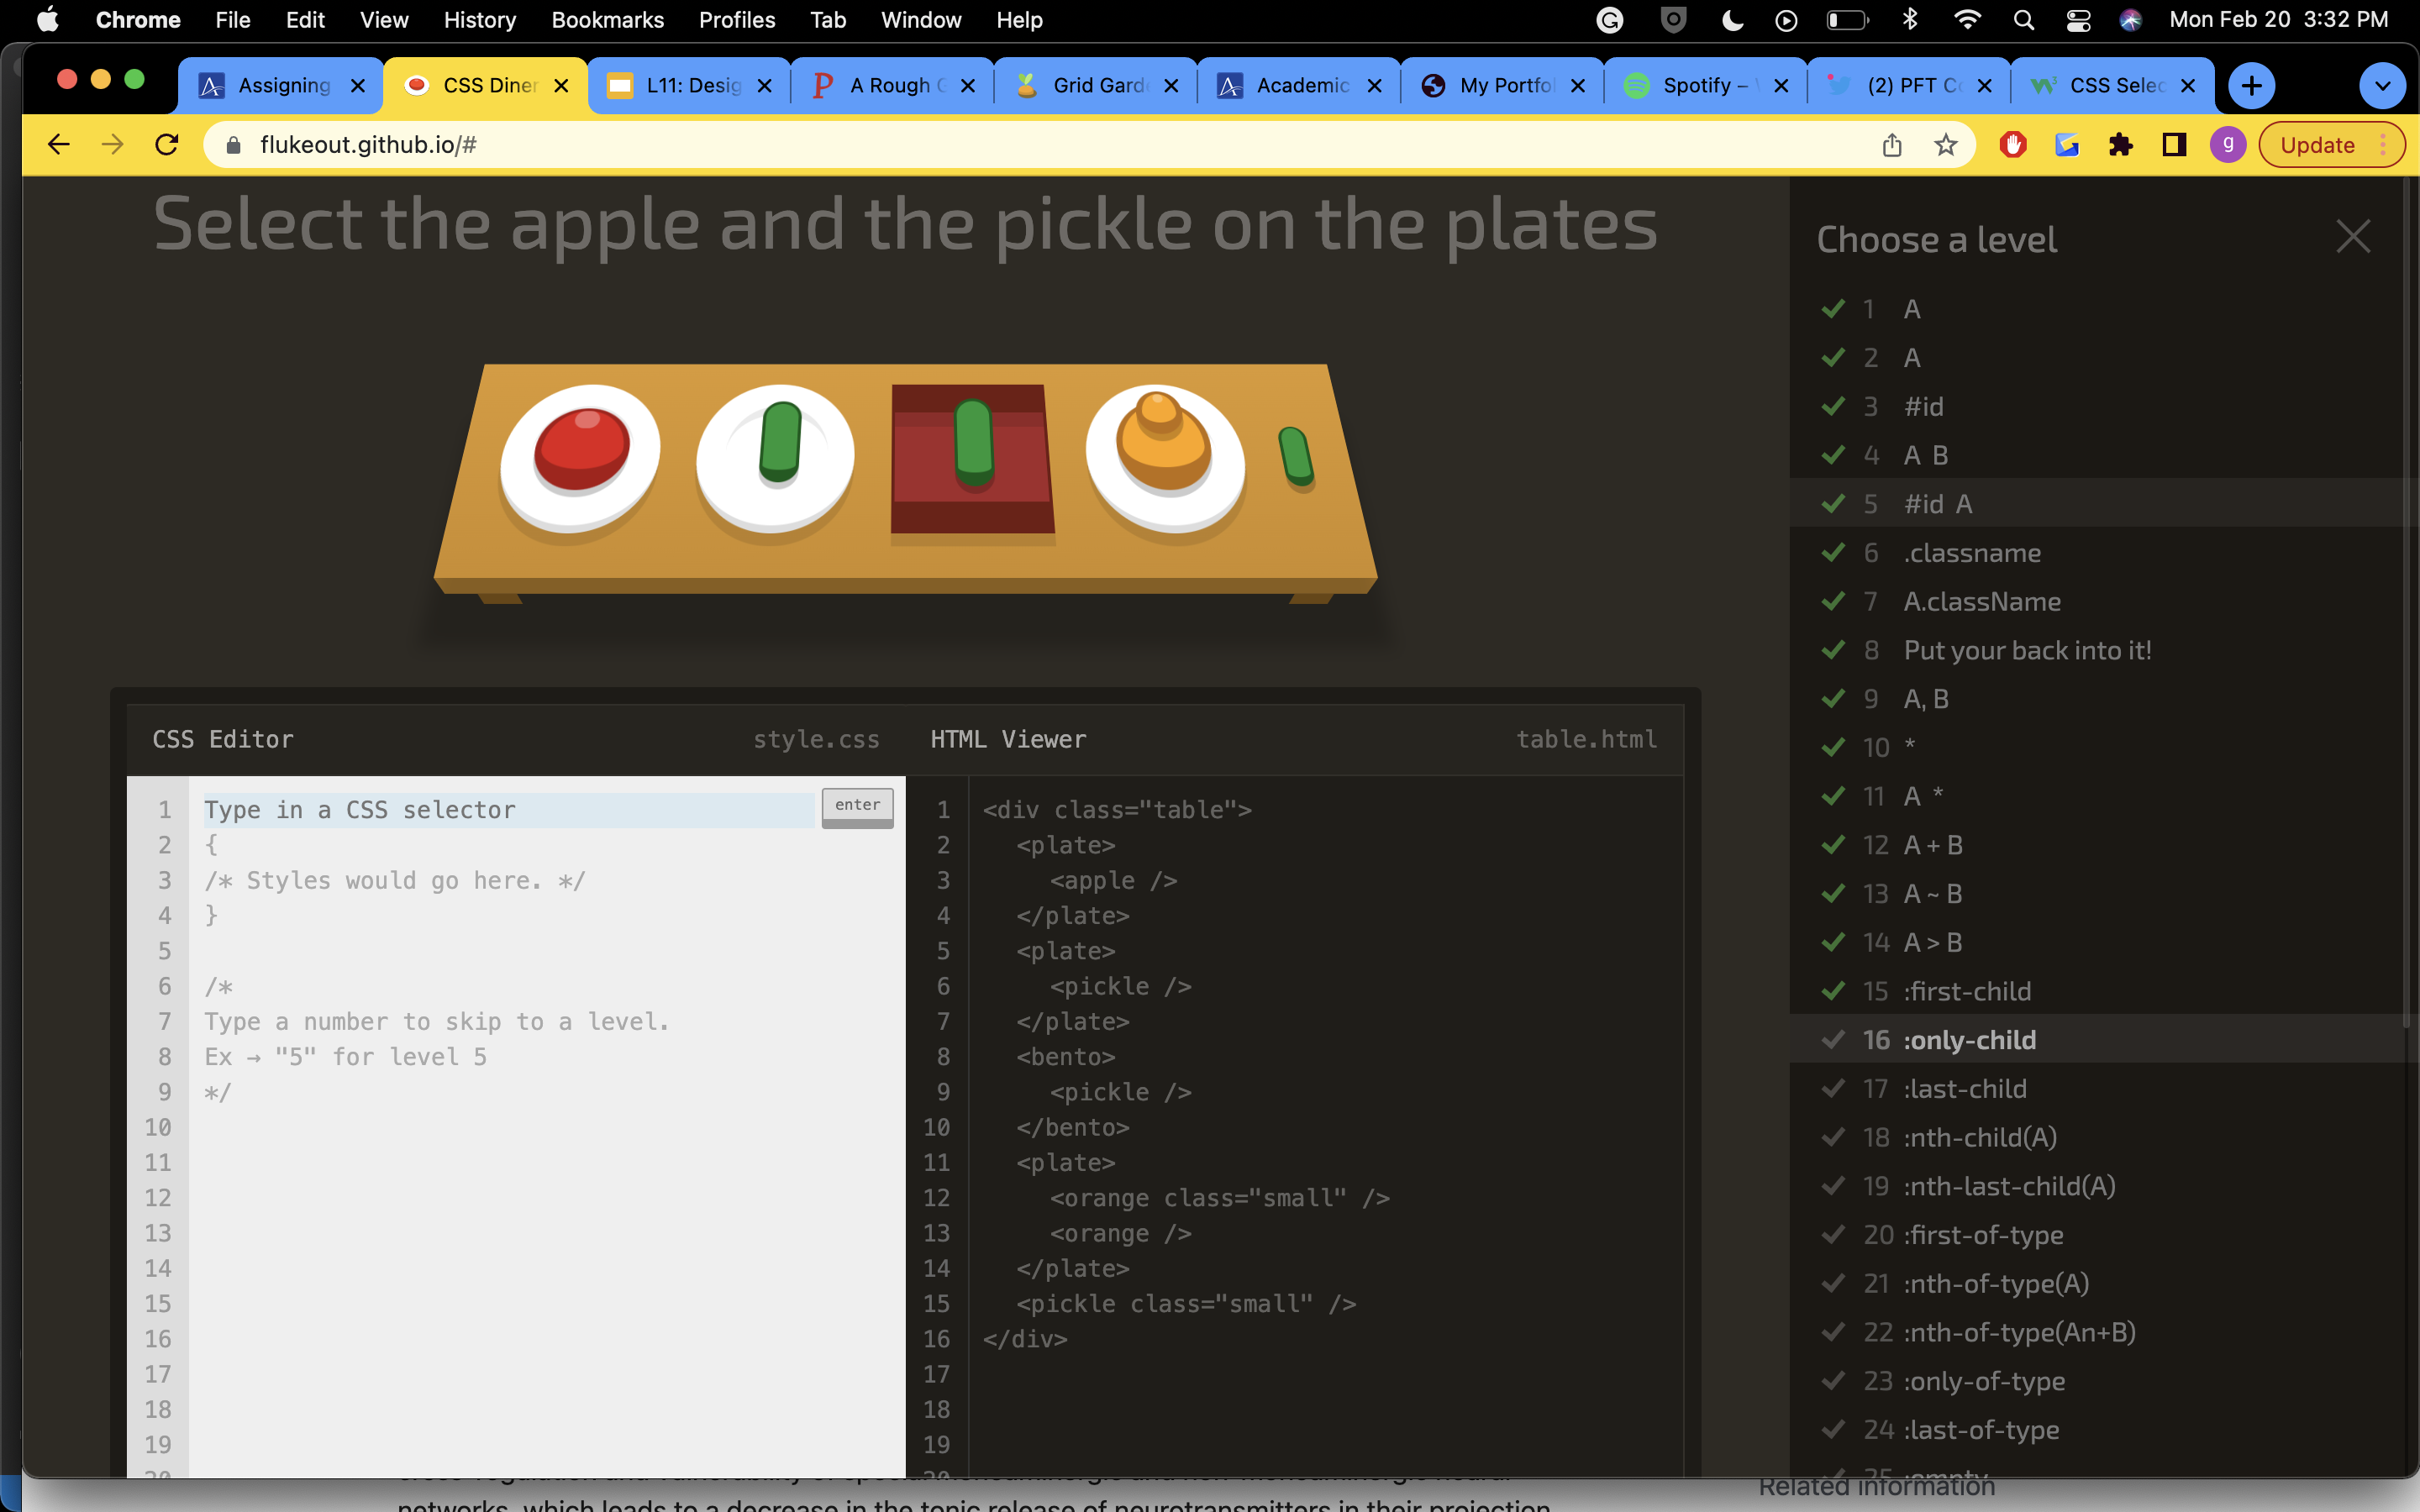 Chrome File Edit View History Bookmarks Profiles Tab Window Help Mon Feb 20 3:32 PM
Assigning CSS Diner L11: Desig A Rough G Grid Garde Academic My Portfol Spotify – (2) PFT CSS Selec
flukeout.github.io/# g Update
Select the apple and the pickle on the plates
CSS Editor style.css
1 Type in a CSS selector enter
2 {
3 /* Styles would go here. */
4 }
5
6 /*
7 Type a number to skip to a level.
8 Ex → "5" for level 5
9 */
10
11
12
13
14
15
16
17
18
19
HTML Viewer table.html
1 <div class="table">
2 <plate>
3 <apple />
4 </plate>
5 <plate>
6 <pickle />
7 </plate>
8 <bento>
9 <pickle />
10 </bento>
11 <plate>
12 <orange class="small" />
13 <orange />
14 </plate>
15 <pickle class="small" />
16 </div>
17
18
19
Choose a level
1 A
2 A
3 #id
4 A B
5 #id A
6 .classname
7 A.className
8 Put your back into it!
9 A, B
10 *
11 A *
12 A + B
13 A ~ B
14 A > B
15 :first-child
16 :only-child
17 :last-child
18 :nth-child(A)
19 :nth-last-child(A)
20 :first-of-type
21 :nth-of-type(A)
22 :nth-of-type(An+B)
23 :only-of-type
24 :last-of-type
25 :empty
networks, which leads to a decrease in the tonic release of neurotransmitters in their projection
Related information